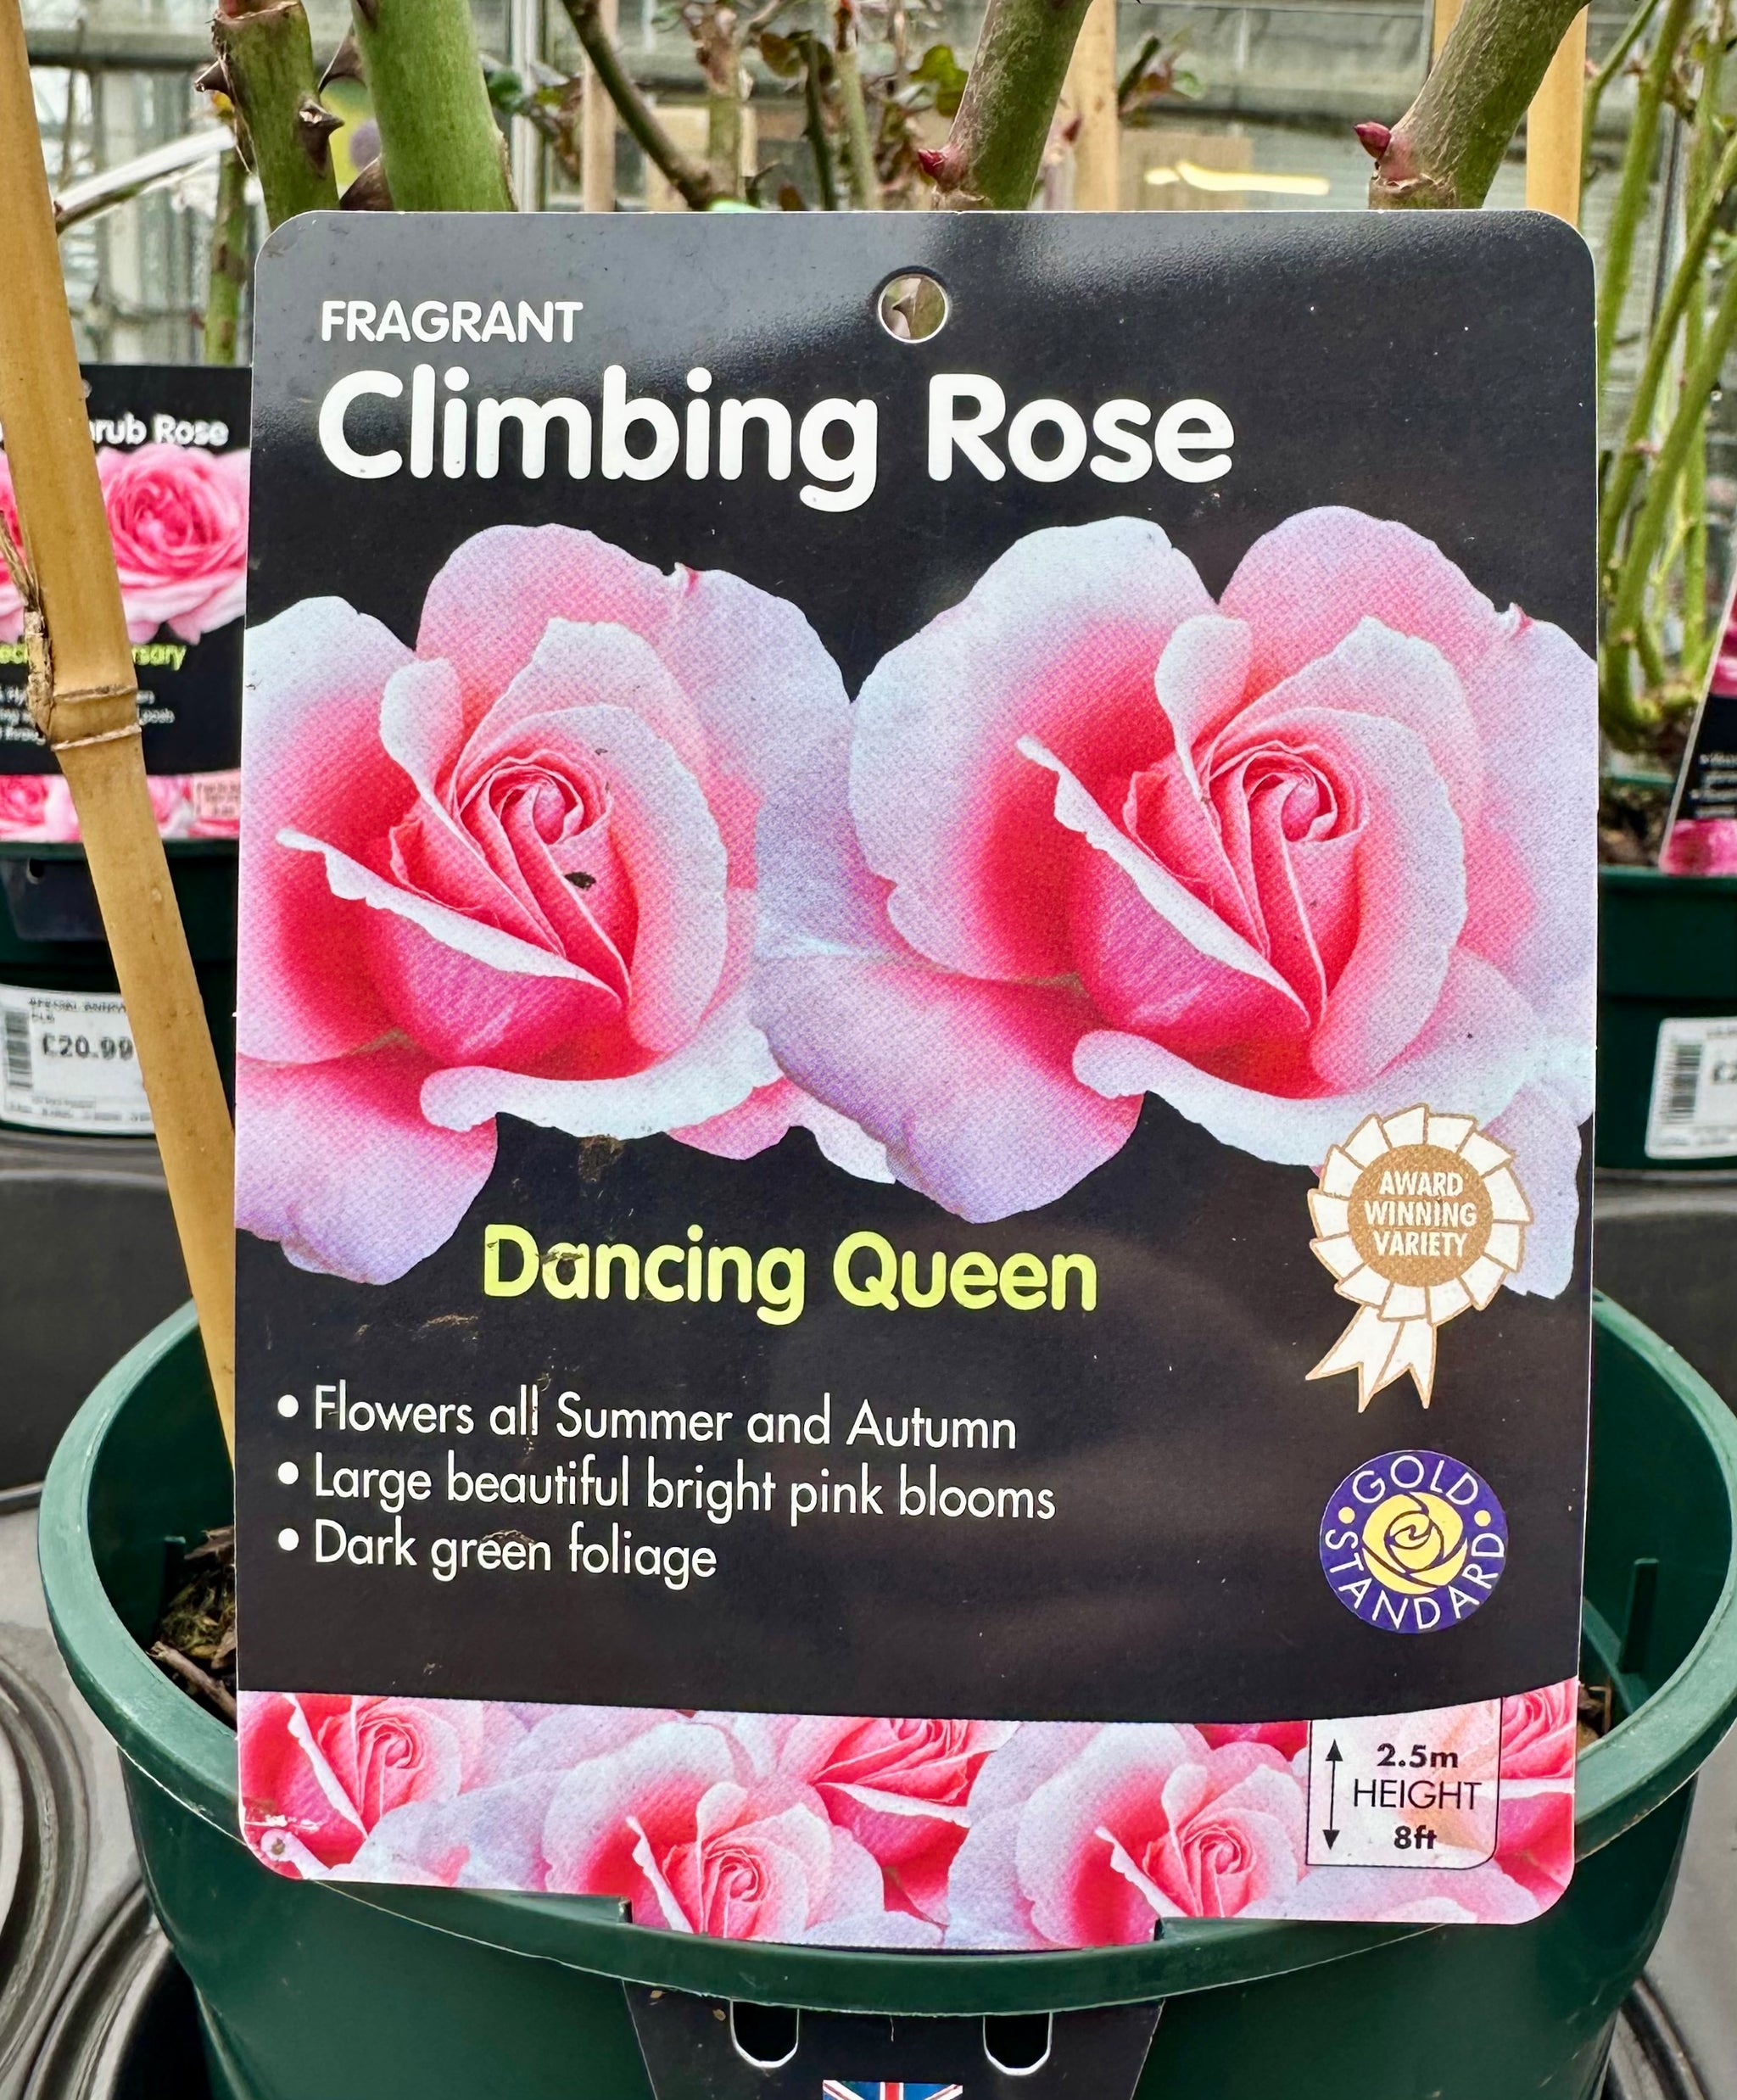 FRAGRANT
Climbing Rose
Dancing Queen
AWARD
WINNING
VARIETY
• Flowers all Summer and Autumn
• Large beautiful bright pink blooms
• Dark green foliage
GOLD
STANDARD
2.5m
HEIGHT
8ft
Rose
£20.99